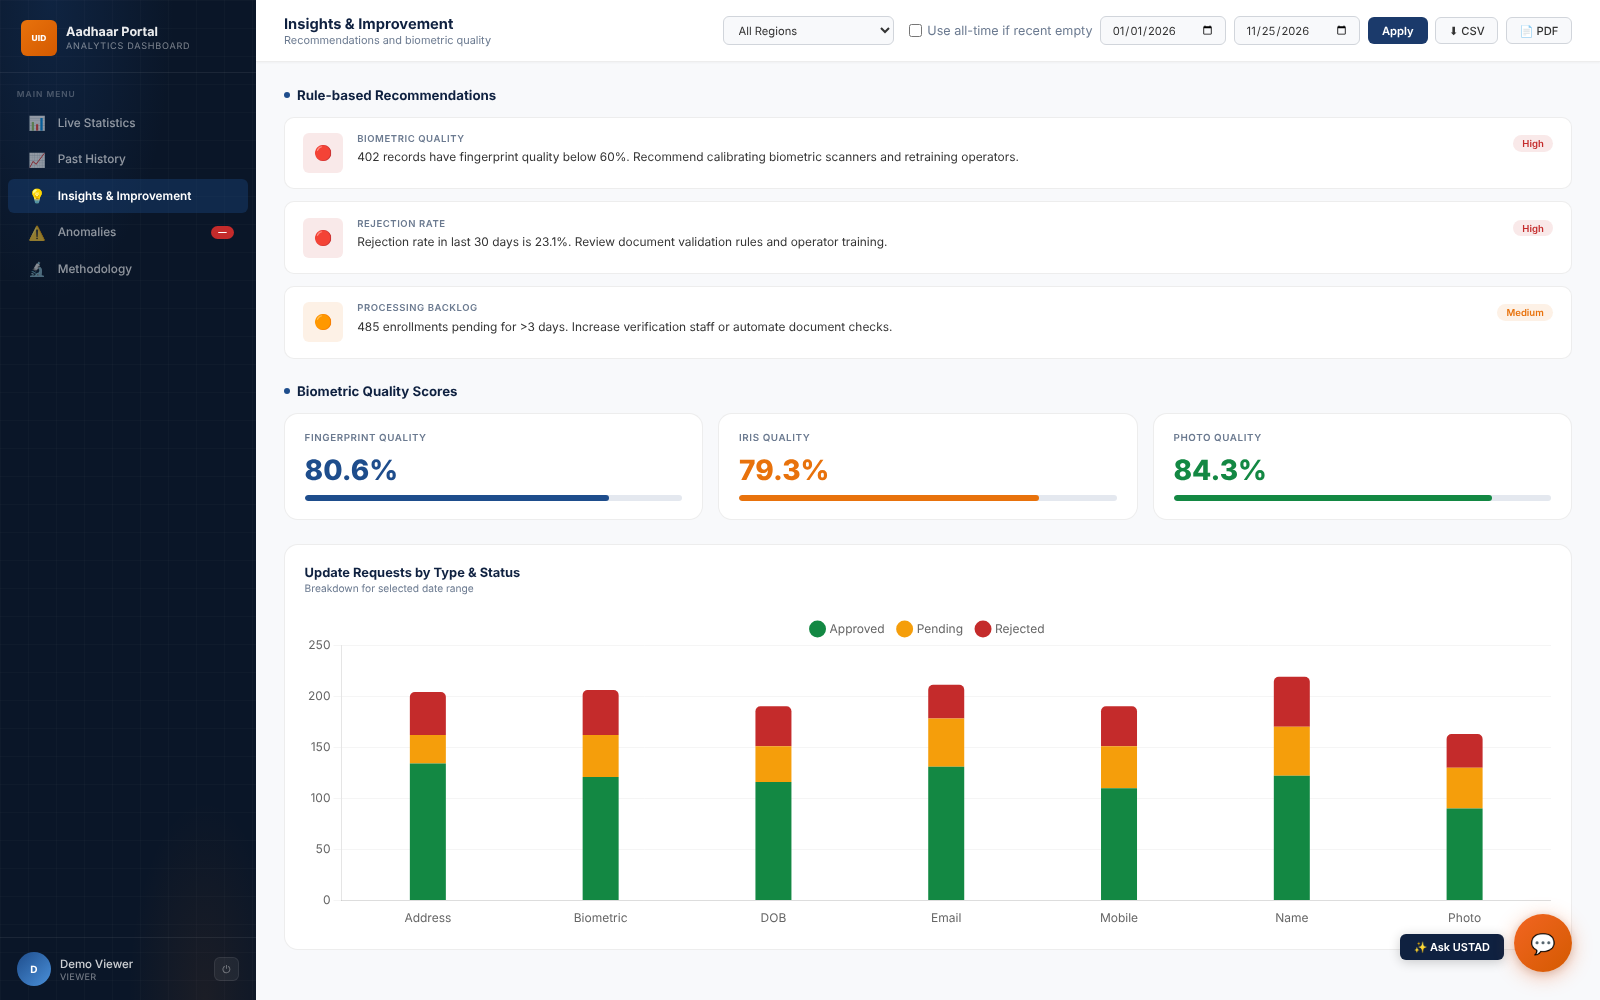 UID
Aadhaar Portal
ANALYTICS DASHBOARD
MAIN MENU
Live Statistics
Past History
Insights & Improvement
Anomalies
—
Methodology
D
Demo Viewer
VIEWER
Insights & Improvement
Recommendations and biometric quality
All Regions
Use all-time if recent empty
01/01/2026
11/25/2026
Apply
⬇ CSV
PDF
Rule-based Recommendations
BIOMETRIC QUALITY
402 records have fingerprint quality below 60%. Recommend calibrating biometric scanners and retraining operators.
High
REJECTION RATE
Rejection rate in last 30 days is 23.1%. Review document validation rules and operator training.
High
PROCESSING BACKLOG
485 enrollments pending for >3 days. Increase verification staff or automate document checks.
Medium
Biometric Quality Scores
FINGERPRINT QUALITY
80.6%
IRIS QUALITY
79.3%
PHOTO QUALITY
84.3%
Update Requests by Type & Status
Breakdown for selected date range
Approved Pending Rejected
250
200
150
100
50
0
Address Biometric DOB Email Mobile Name Photo
✨ Ask USTAD